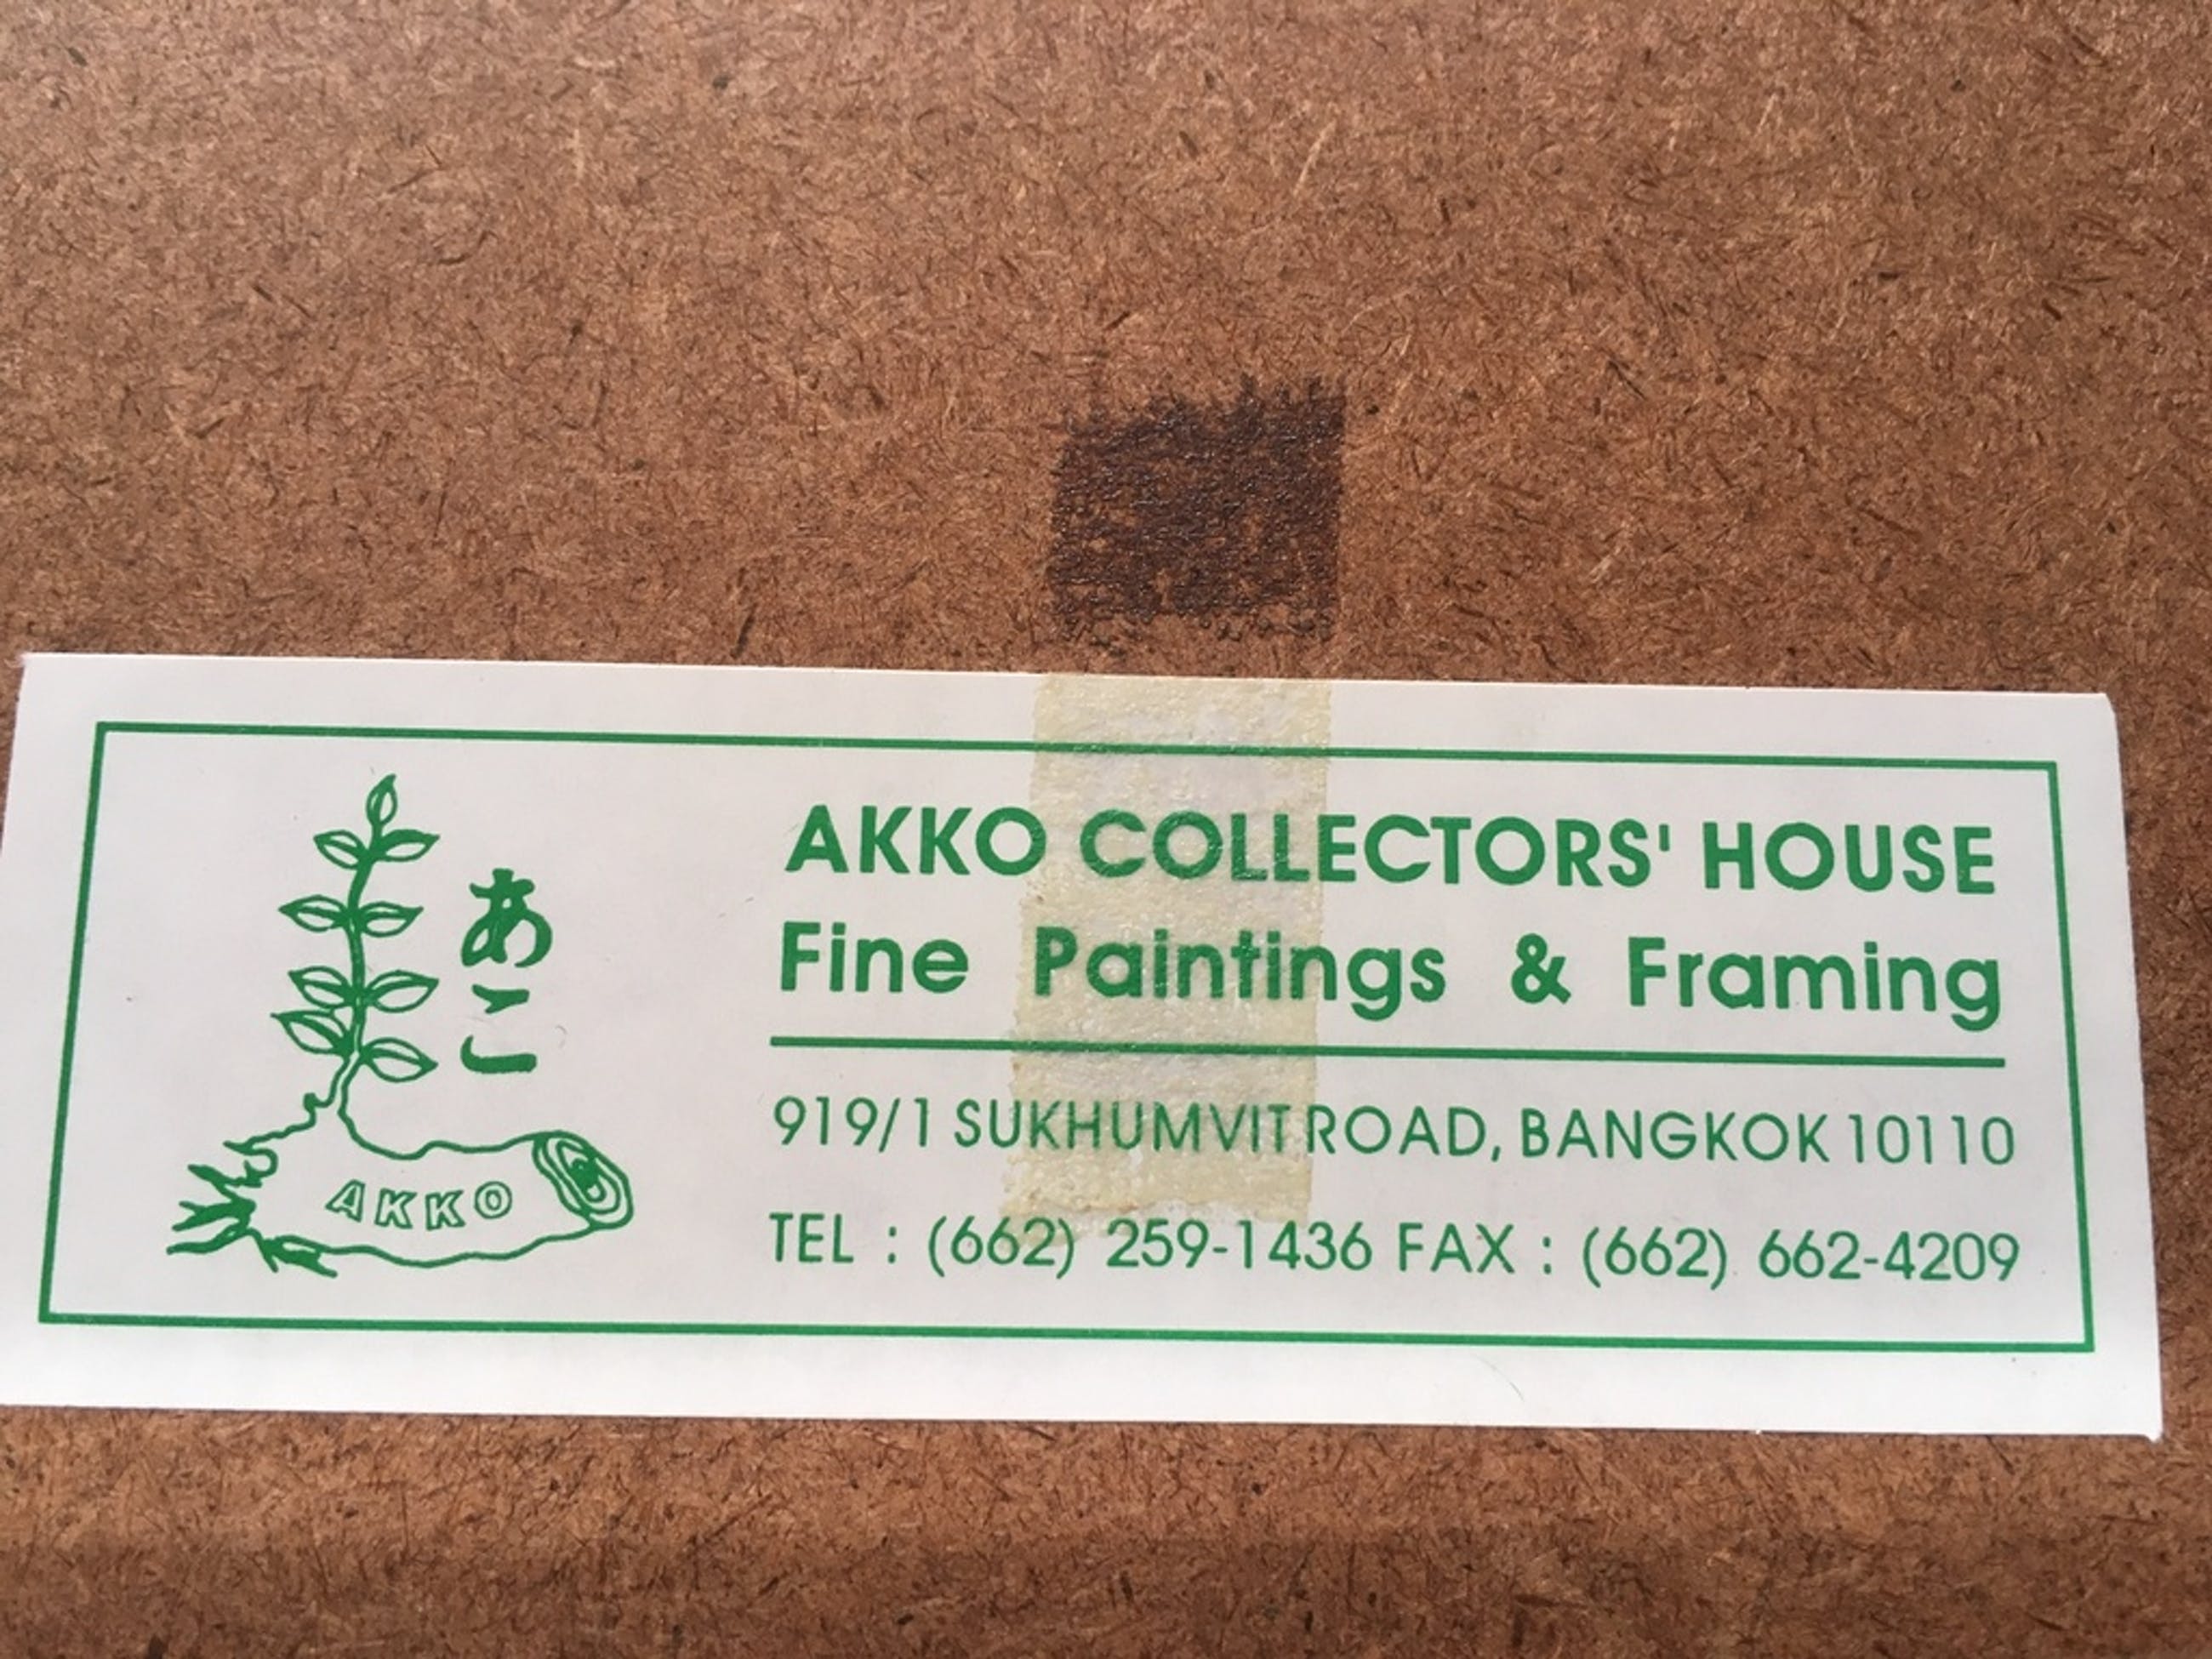 あこ
AKKO
AKKO COLLECTORS' HOUSE
Fine Paintings & Framing
919/1 SUKHUMVIT ROAD, BANGKOK 10110
TEL : (662) 259-1436 FAX : (662) 662-4209